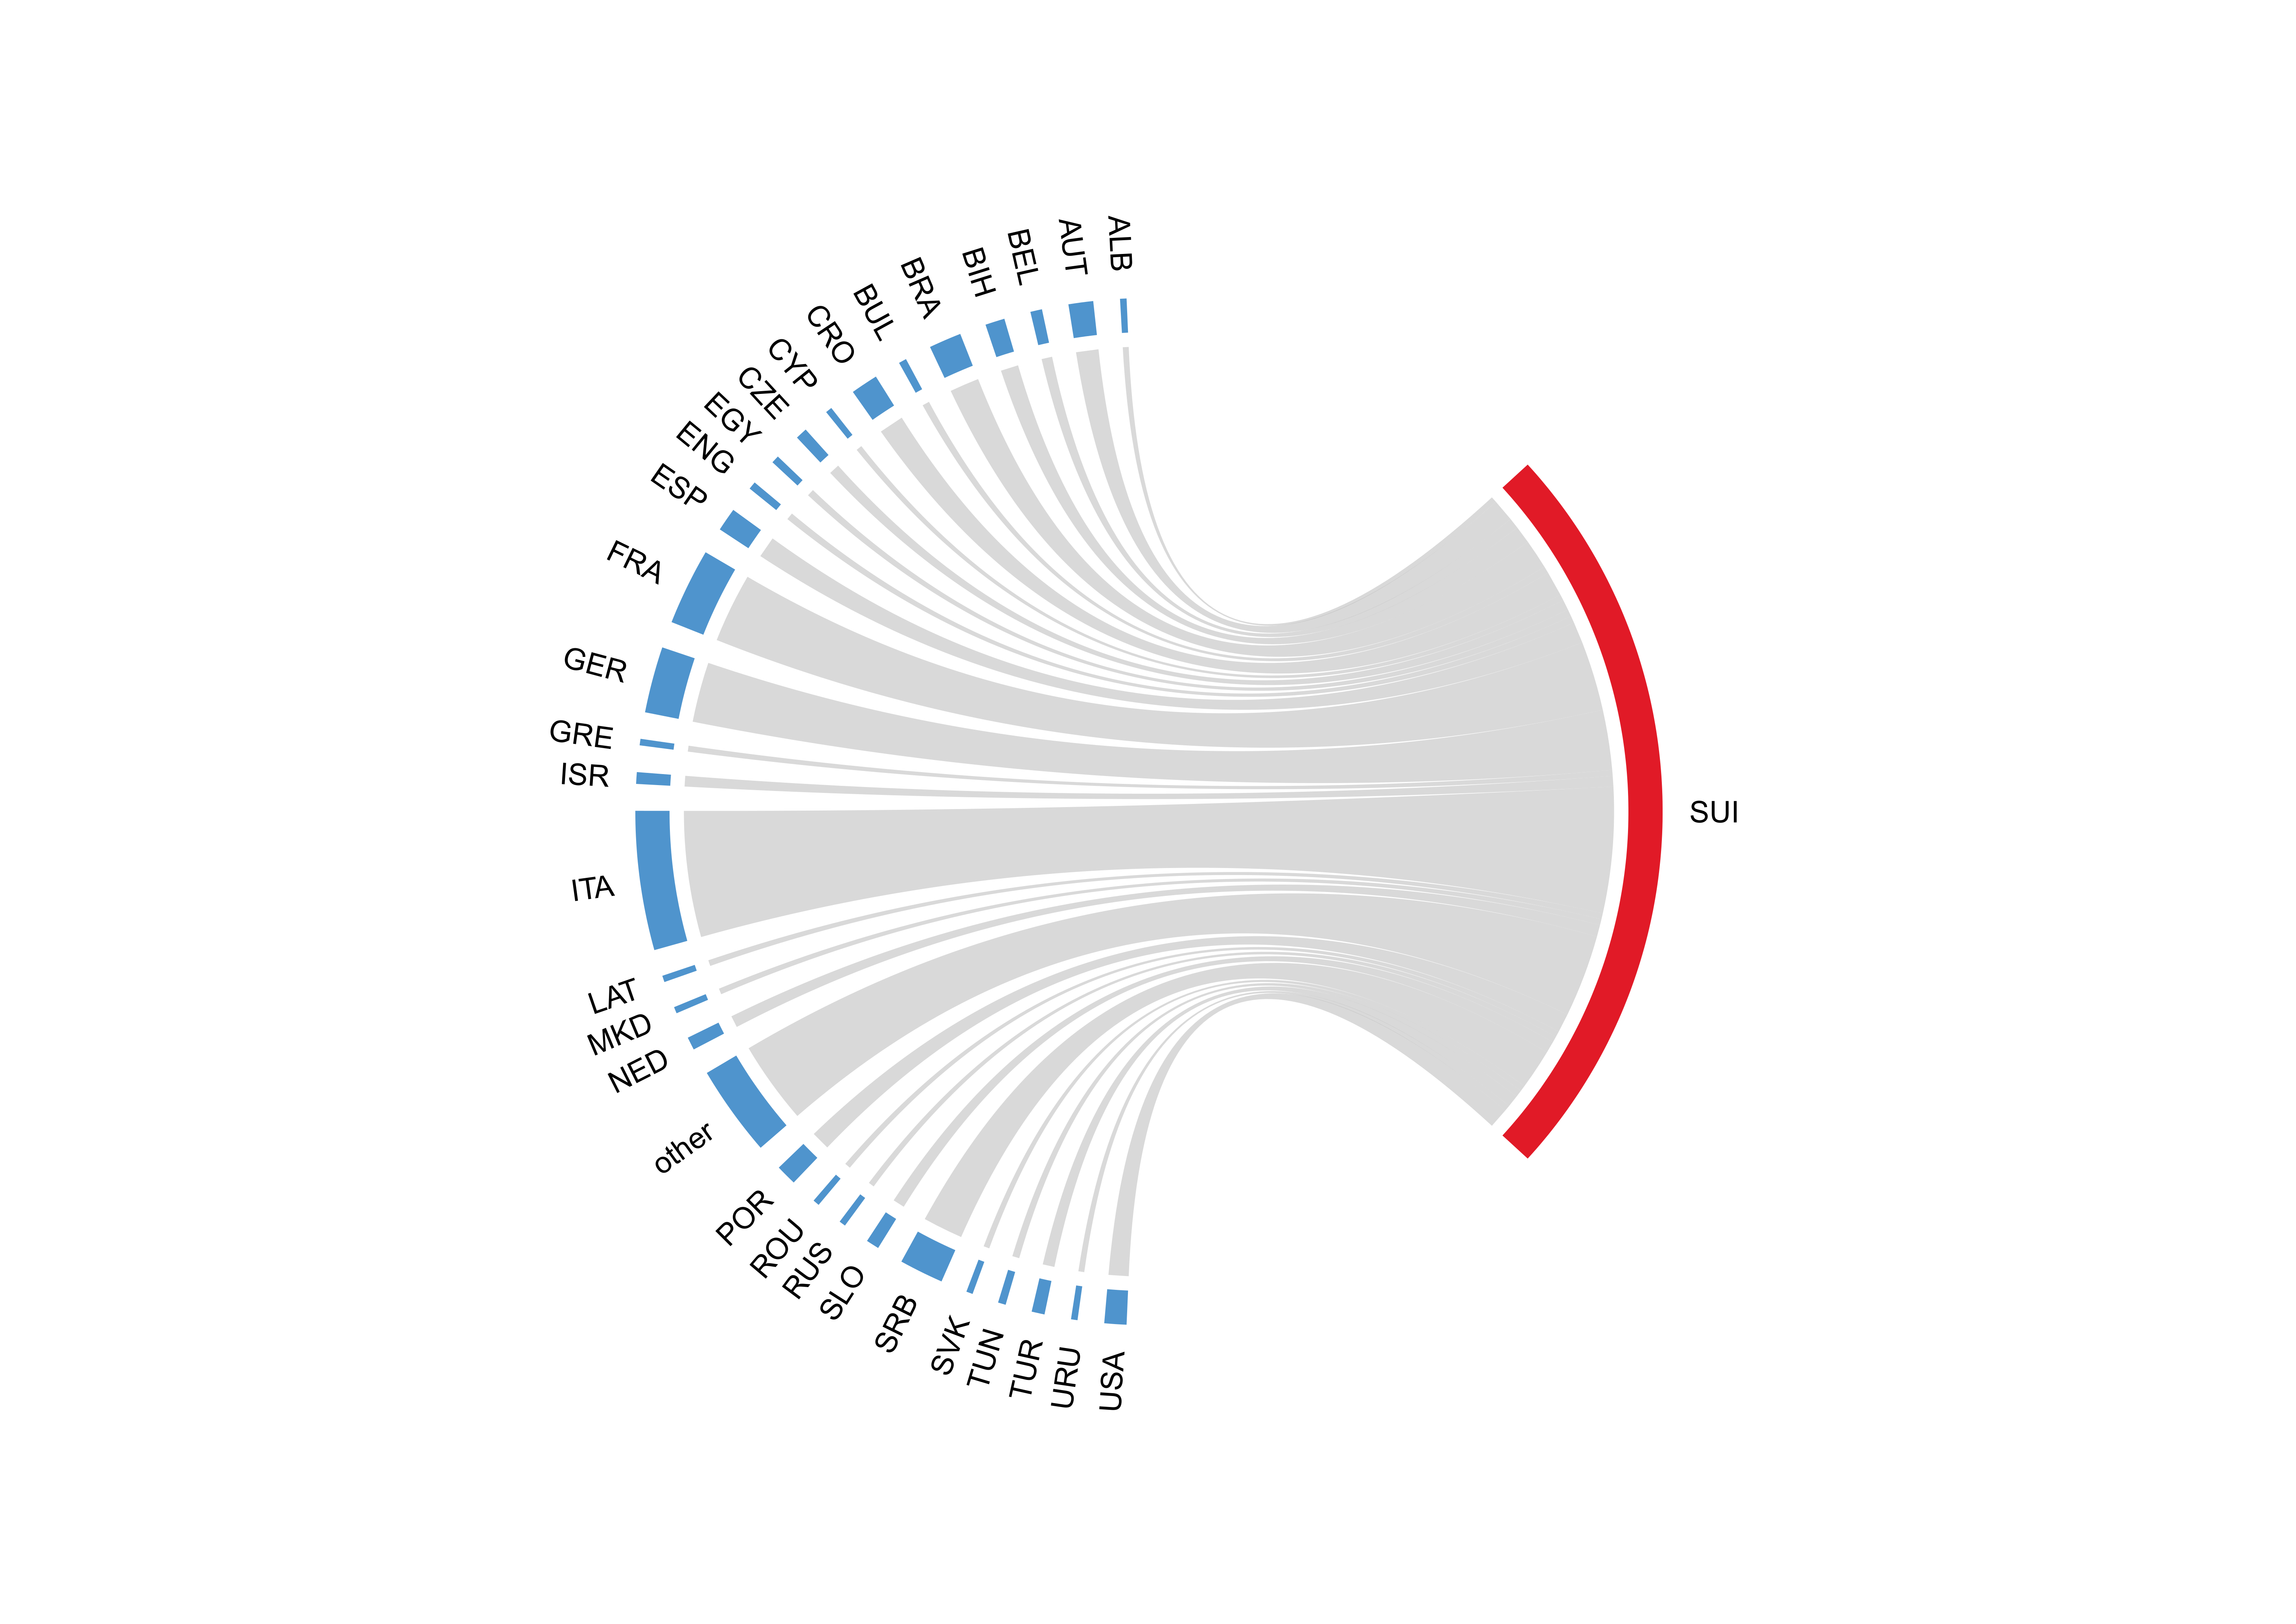 ALB
AUT
BEL
BIH
BRA
BUL
CRO
CYP
CZE
EGY
ENG
ESP
FRA
GER
GRE
ISR
ITA
LAT
MKD
NED
other
POR
ROU
RUS
SLO
SRB
SVK
TUN
TUR
URU
USA
SUI